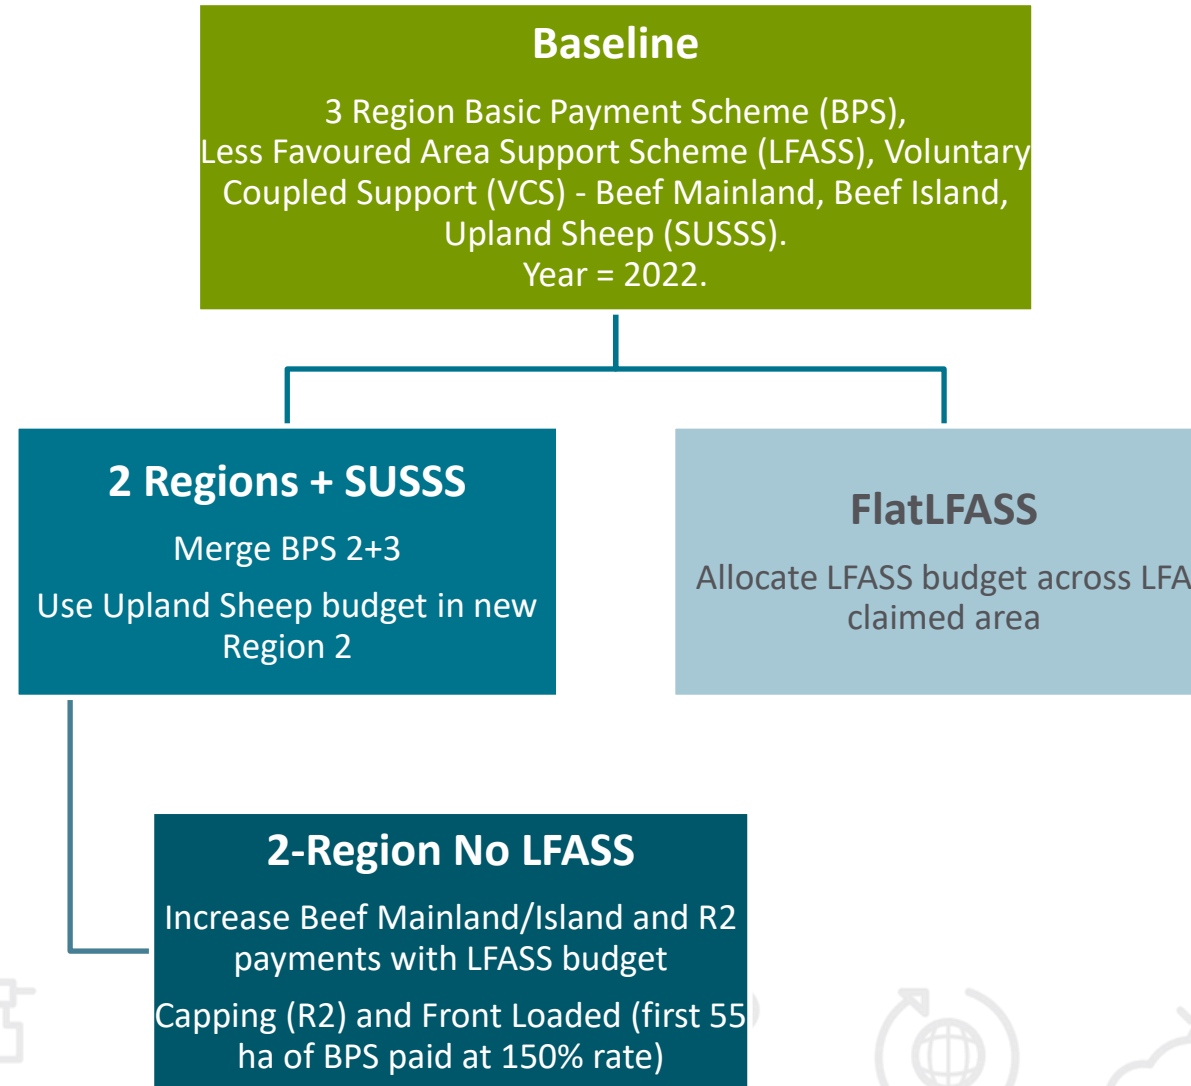 Baseline
3 Region Basic Payment Scheme (BPS),
Less Favoured Area Support Scheme (LFASS), Voluntary
Coupled Support (VCS) - Beef Mainland, Beef Island,
Upland Sheep (SUSSS).
Year = 2022.
2 Regions + SUSSS
Merge BPS 2+3
Use Upland Sheep budget in new
Region 2
FlatLFASS
Allocate LFASS budget across LFA
claimed area
2-Region No LFASS
Increase Beef Mainland/Island and R2
payments with LFASS budget
Capping (R2) and Front Loaded (first 55
ha of BPS paid at 150% rate)